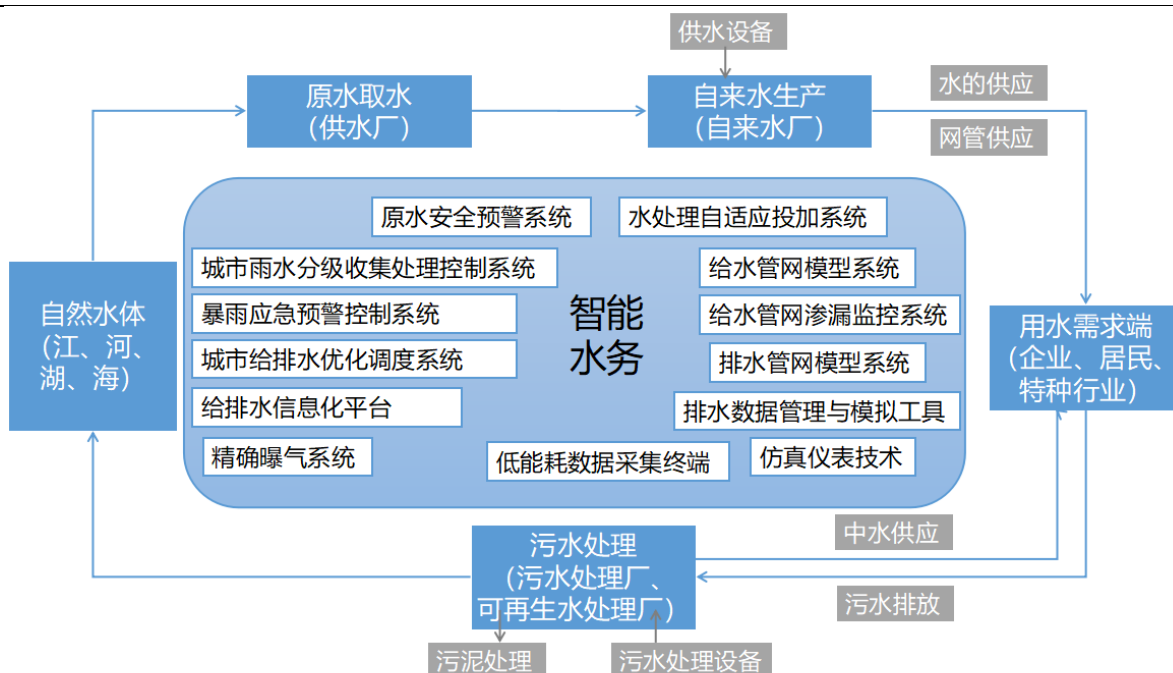 供水设备
原水取水
（供水厂）
自来水生产
（自来水厂）
水的供应
网管供应
原水安全预警系统
水处理自适应投加系统
城市雨水分级收集处理控制系统
给水管网模型系统
自然水体
（江、河、
湖、海）
暴雨应急预警控制系统
智能
水务
给水管网渗漏监控系统
用水需求端
（企业、居民、
特种行业）
城市给排水优化调度系统
排水管网模型系统
给排水信息化平台
排水数据管理与模拟工具
精确曝气系统
低能耗数据采集终端
仿真仪表技术
中水供应
污水处理
（污水处理厂、
可再生水处理厂）
污水排放
污泥处理
污水处理设备